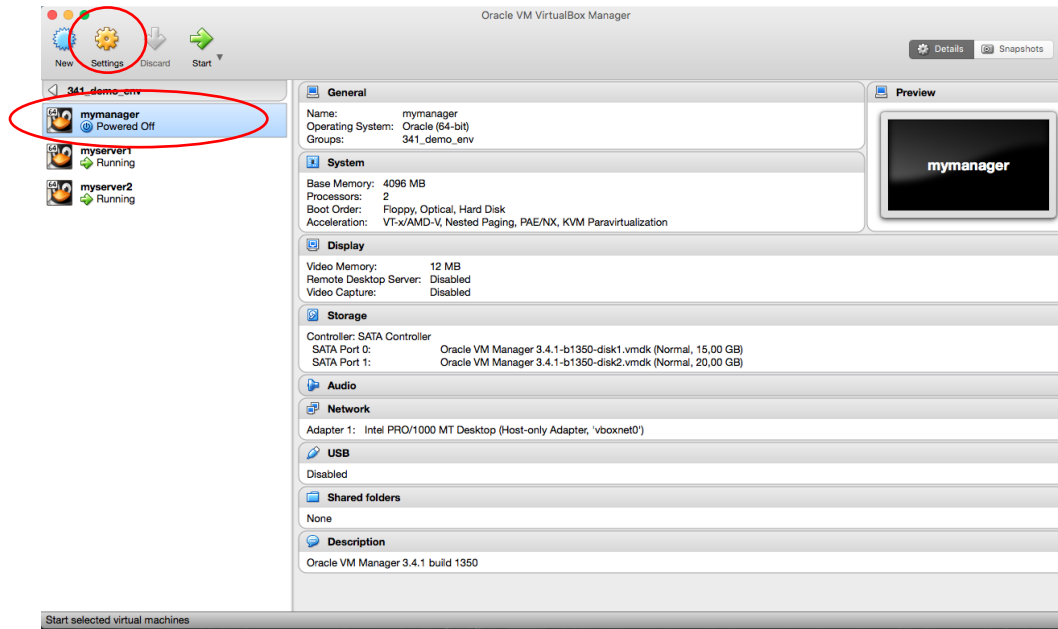 Oracle VM VirtualBox Manager
New Settings Discard Start
Details Snapshots
341_demo_env
64 mymanager
Powered Off
64 myserver1
Running
64 myserver2
Running
General
Name: mymanager
Operating System: Oracle (64-bit)
Groups: 341_demo_env
System
Base Memory: 4096 MB
Processors: 2
Boot Order: Floppy, Optical, Hard Disk
Acceleration: VT-x/AMD-V, Nested Paging, PAE/NX, KVM Paravirtualization
Preview
mymanager
Display
Video Memory: 12 MB
Remote Desktop Server: Disabled
Video Capture: Disabled
Storage
Controller: SATA Controller
SATA Port 0: Oracle VM Manager 3.4.1-b1350-disk1.vmdk (Normal, 15,00 GB)
SATA Port 1: Oracle VM Manager 3.4.1-b1350-disk2.vmdk (Normal, 20,00 GB)
Audio
Network
Adapter 1: Intel PRO/1000 MT Desktop (Host-only Adapter, 'vboxnet0')
USB
Disabled
Shared folders
None
Description
Oracle VM Manager 3.4.1 build 1350
Start selected virtual machines